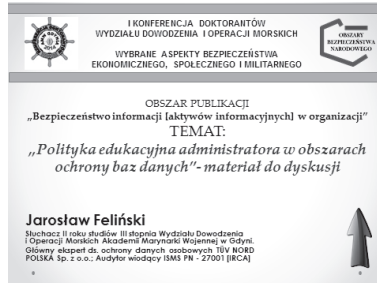 I KONFERENCJA DOKTORANTÓW
WYDZIAŁU DOWODZENIA I OPERACJI MORSKICH
WYBRANE ASPEKTY BEZPIECZEŃSTWA
EKONOMICZNEGO, SPOŁECZNEGO I MILITARNEGO
OBSZARY
BEZPIECZEŃSTWA
NARODOWEGO
OBSZAR PUBLIKACJI
„Bezpieczeństwo informacji [aktywów informacyjnych] w organizacji”
TEMAT:
„Polityka edukacyjna administratora w obszarach
ochrony baz danych”- materiał do dyskusji
Jarosław Feliński
Słuchacz II roku studiów III stopnia Wydziału Dowodzenia
i Operacji Morskich Akademii Marynarki Wojennej w Gdyni.
Główny ekspert ds. ochrony danych osobowych TÜV NORD
POLSKA Sp. z o.o.; Audytor wiodący ISMS PN - 27001 [IRCA]